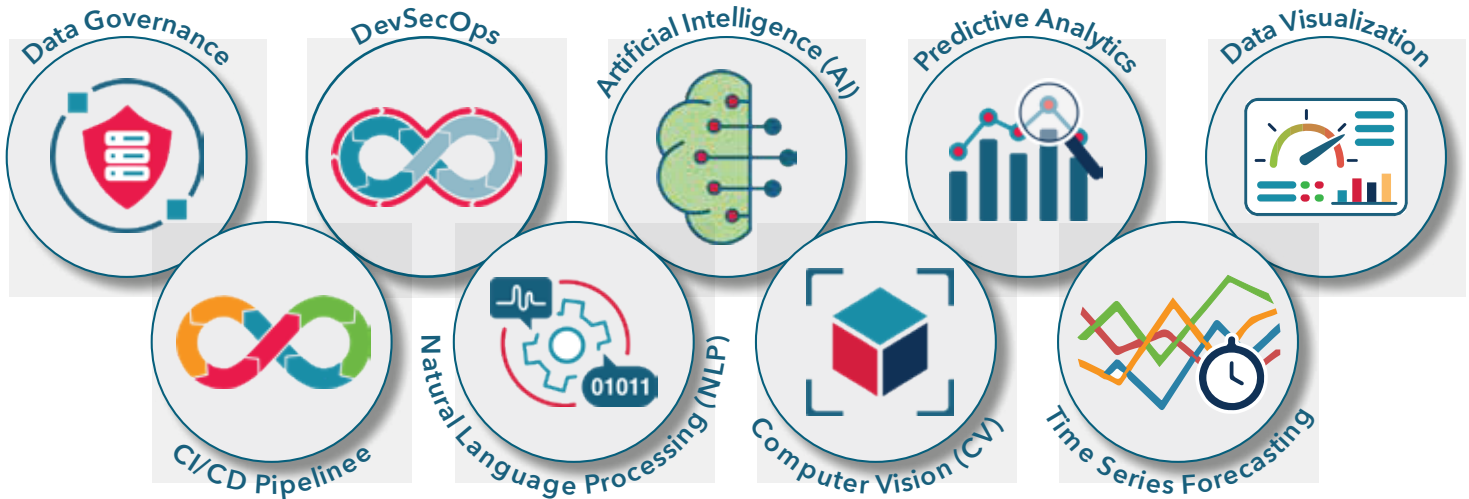 Data Governance
DevSecOps
Artificial Intelligence (AI)
Predictive Analytics
Data Visualization
01011
CI/CD Pipelinee
Natural Language Processing (NLP)
Computer Vision (CV)
Time Series Forecasting